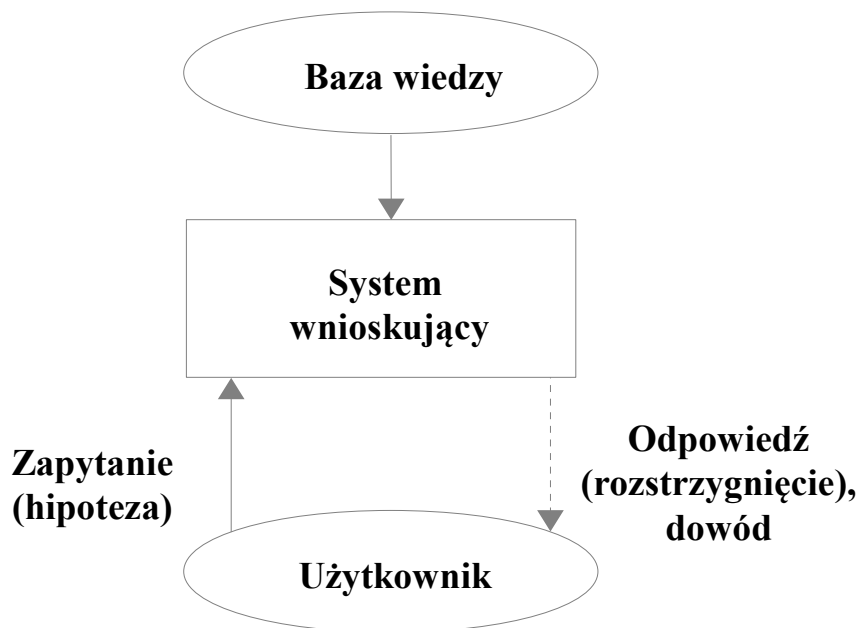 Baza wiedzy
System
wnioskujący
Zapytanie
(hipoteza)
Odpowiedź
(rozstrzygnięcie),
dowód
Użytkownik